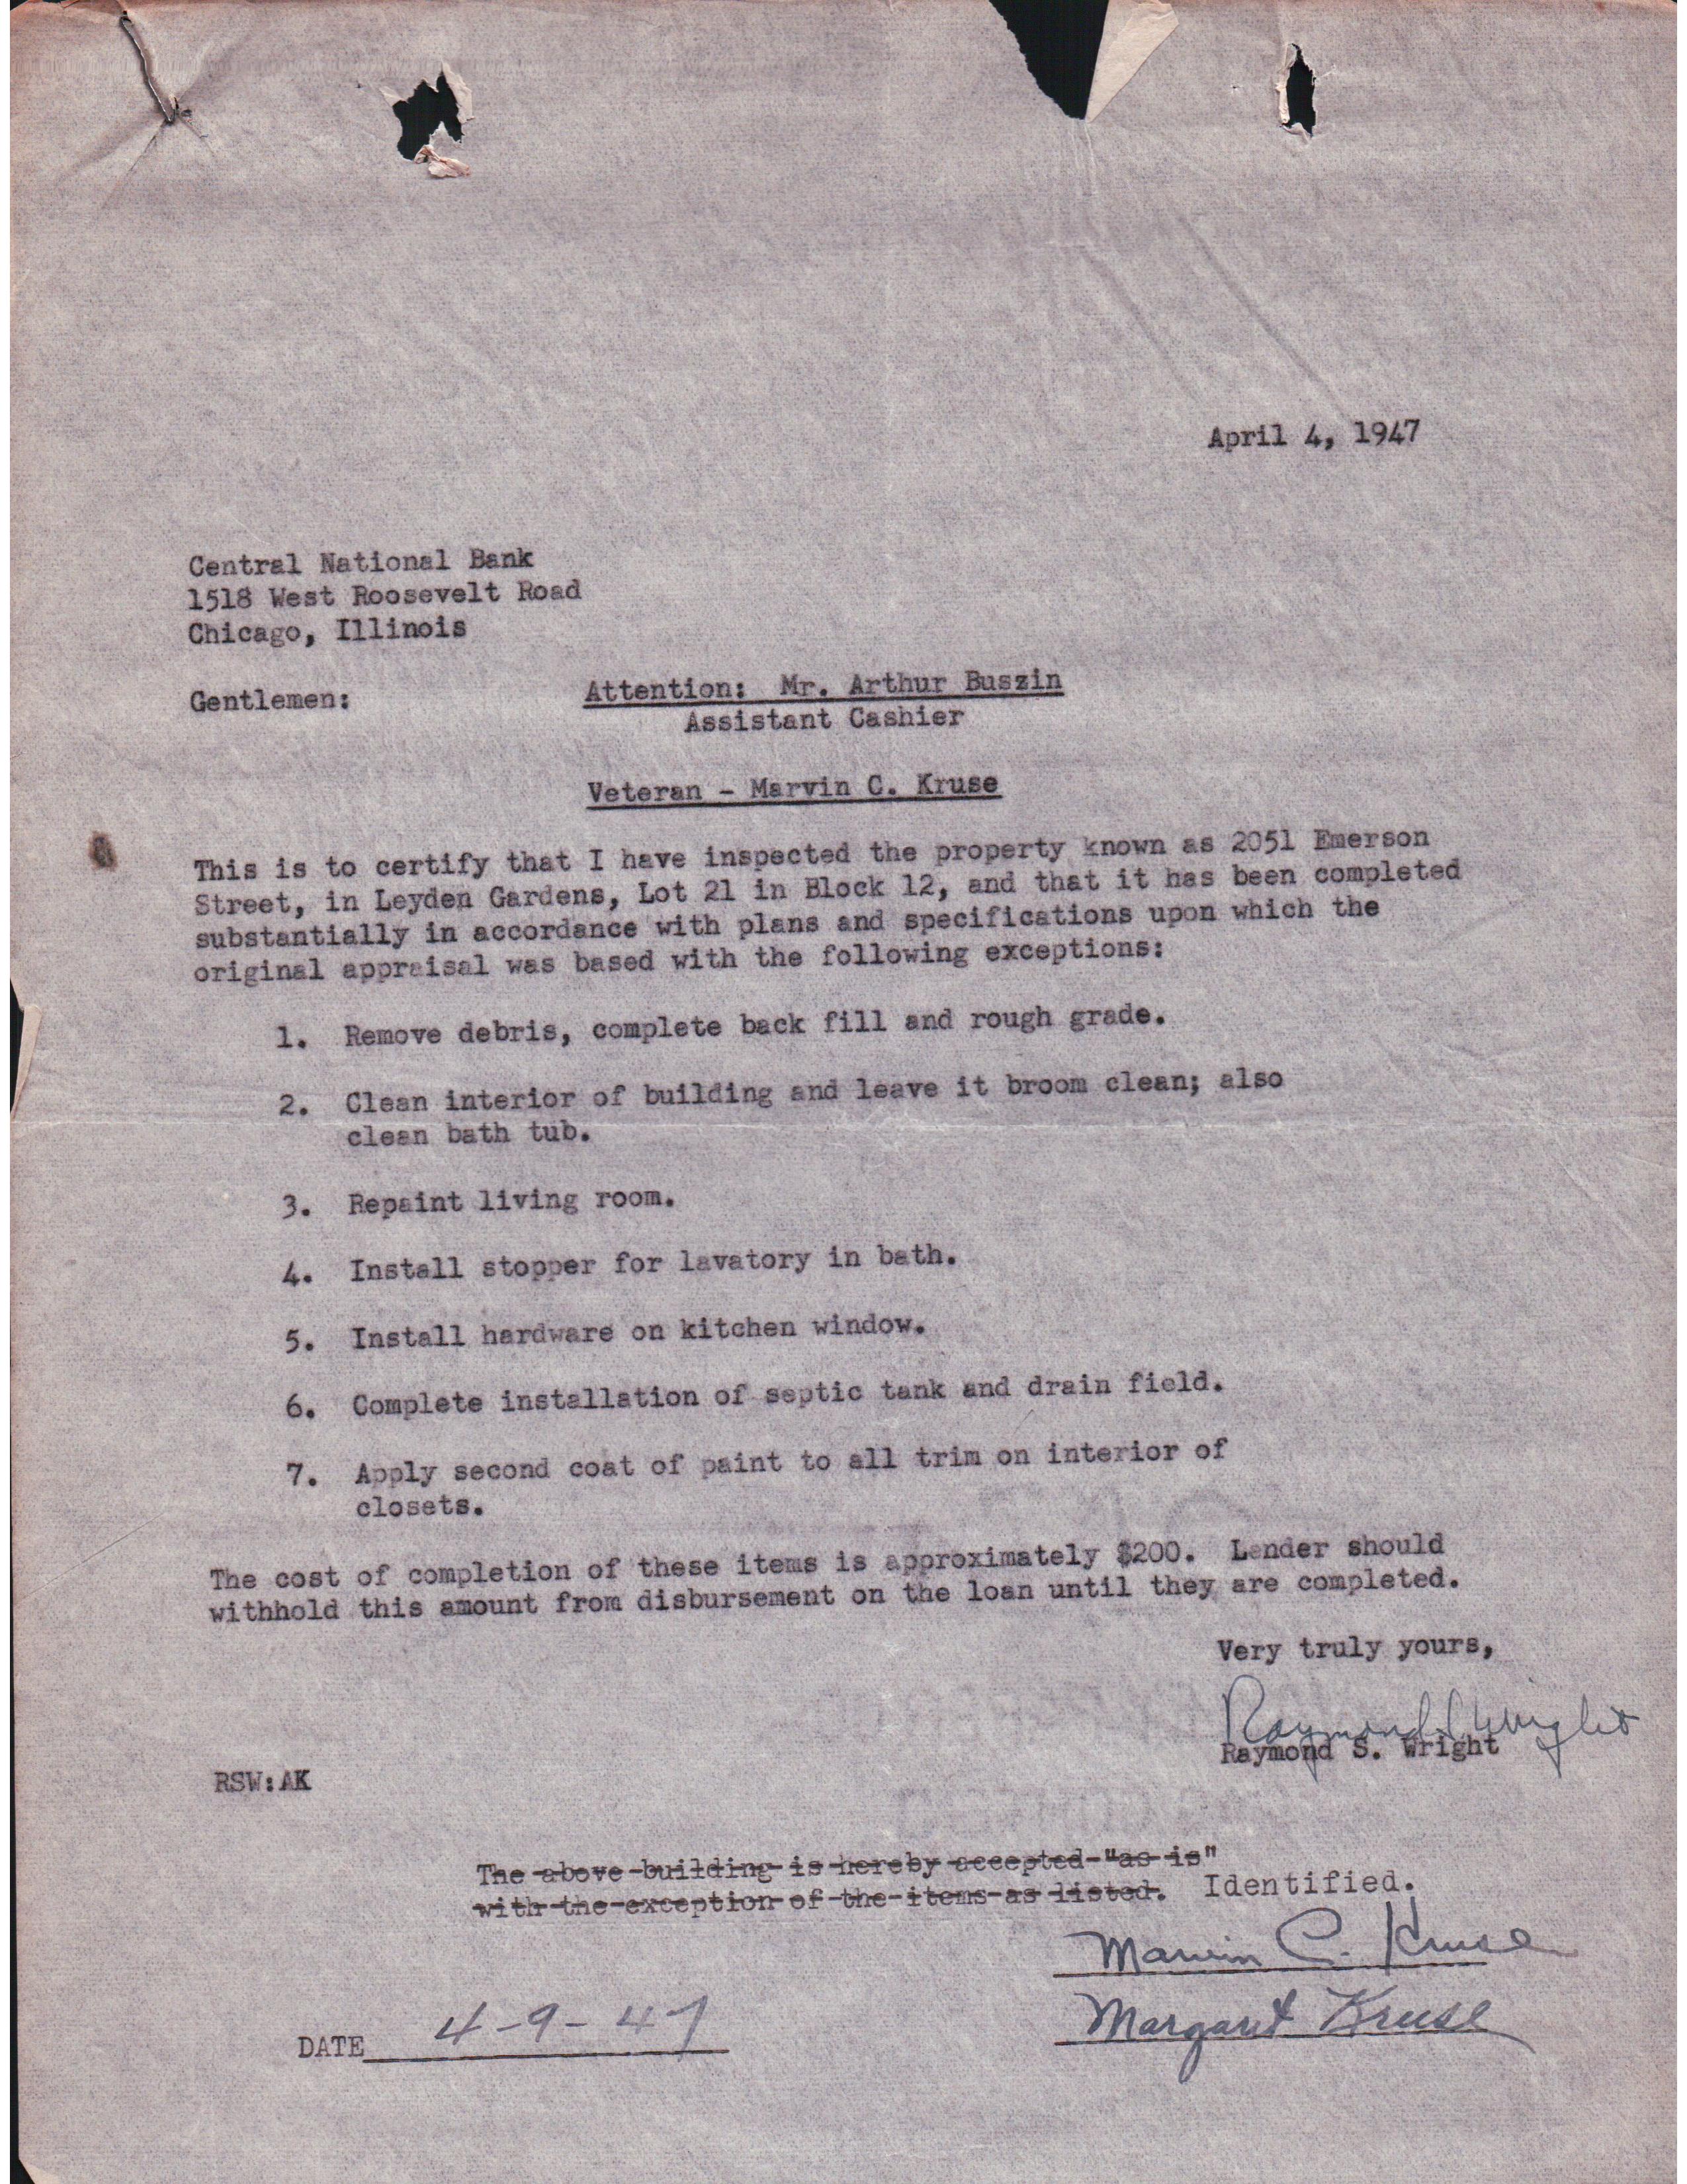 April 4, 1947
Central National Bank
1518 West Roosevelt Road
Chicago, Illinois
Gentlemen:
Attention: Mr. Arthur Buszin
Assistant Cashier
Veteran - Marvin C. Kruse
This is to certify that I have inspected the property known as 2051 Emerson
Street, in Leyden Gardens, Lot 21 in Block 12, and that it has been completed
substantially in accordance with plans and specifications upon which the
original appraisal was based with the following exceptions:
1. Remove debris, complete back fill and rough grade.
2. Clean interior of building and leave it broom clean; also
clean bath tub.
3. Repaint living room.
4. Install stopper for lavatory in bath.
5. Install hardware on kitchen window.
6. Complete installation of septic tank and drain field.
7. Apply second coat of paint to all trim on interior of
closets.
The cost of completion of these items is approximately $200. Lender should
withhold this amount from disbursement on the loan until they are completed.
Very truly yours,
Raymond S. Wright
Raymond S. Wright
RSW:AK
The above building is hereby accepted "as is"
with the exception of the items as listed. Identified.
Marvin C. Kruse
Margaret Kruse
DATE 4-9-47